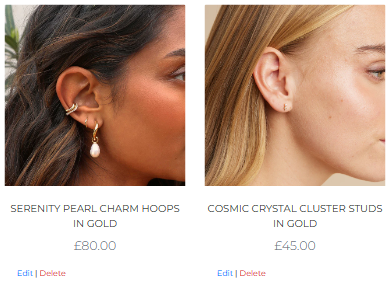 SERENITY PEARL CHARM HOOPS
IN GOLD
£80.00
Edit | Delete
COSMIC CRYSTAL CLUSTER STUDS
IN GOLD
£45.00
Edit | Delete